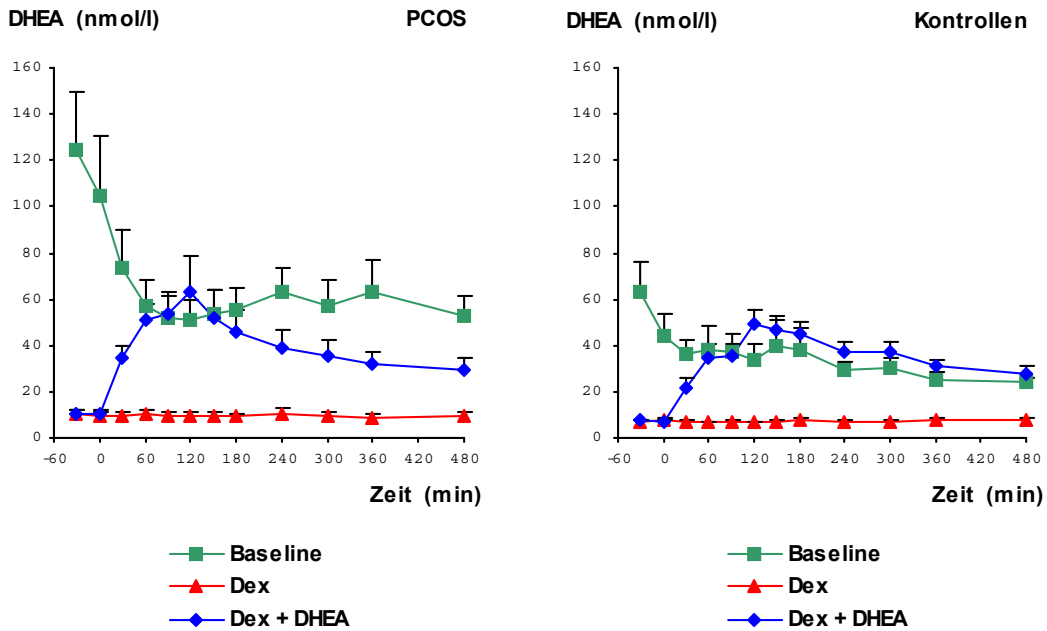 DHEA (nmol/l) PCOS
160
140
120
100
80
60
40
20
0
-60 0 60 120 180 240 300 360 420 480
Zeit (min)
Baseline
Dex
Dex + DHEA
DHEA (nmol/l) Kontrollen
160
140
120
100
80
60
40
20
0
-60 0 60 120 180 240 300 360 420 480
Zeit (min)
Baseline
Dex
Dex + DHEA